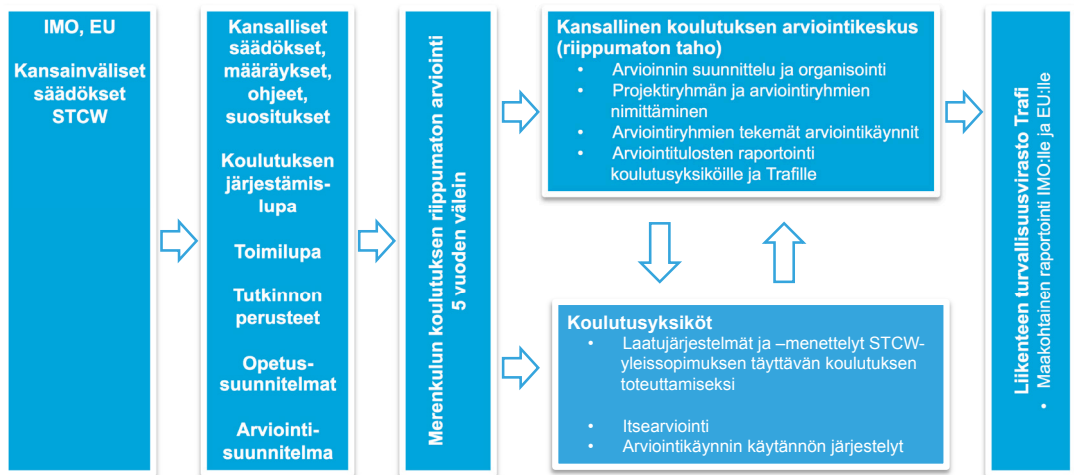 IMO, EU
Kansainväliset
säädökset
STCW
Kansalliset
säädökset,
määräykset,
ohjeet,
suositukset
Koulutuksen
järjestämis-
lupa
Toimilupa
Tutkinnon
perusteet
Opetus-
suunnitelmat
Arviointi-
suunnitelma
Merenkulun koulutuksen riippumaton arviointi
5 vuoden välein
Kansallinen koulutuksen arviointikeskus
(riippumaton taho)
• Arvioinnin suunnittelu ja organisointi
• Projektiryhmän ja arviointiryhmien
nimittäminen
• Arviointiryhmien tekemät arviointikäynnit
• Arviointitulosten raportointi
koulutusyksiköille ja Trafille
Koulutusyksiköt
• Laatujärjestelmät ja –menettelyt STCW-
yleissopimuksen täyttävän koulutuksen
toteuttamiseksi
• Itsearviointi
• Arviointikäynnin käytännön järjestelyt
Liikenteen turvallisuusvirasto Trafi
• Maakohtainen raportointi IMO:lle ja EU:lle